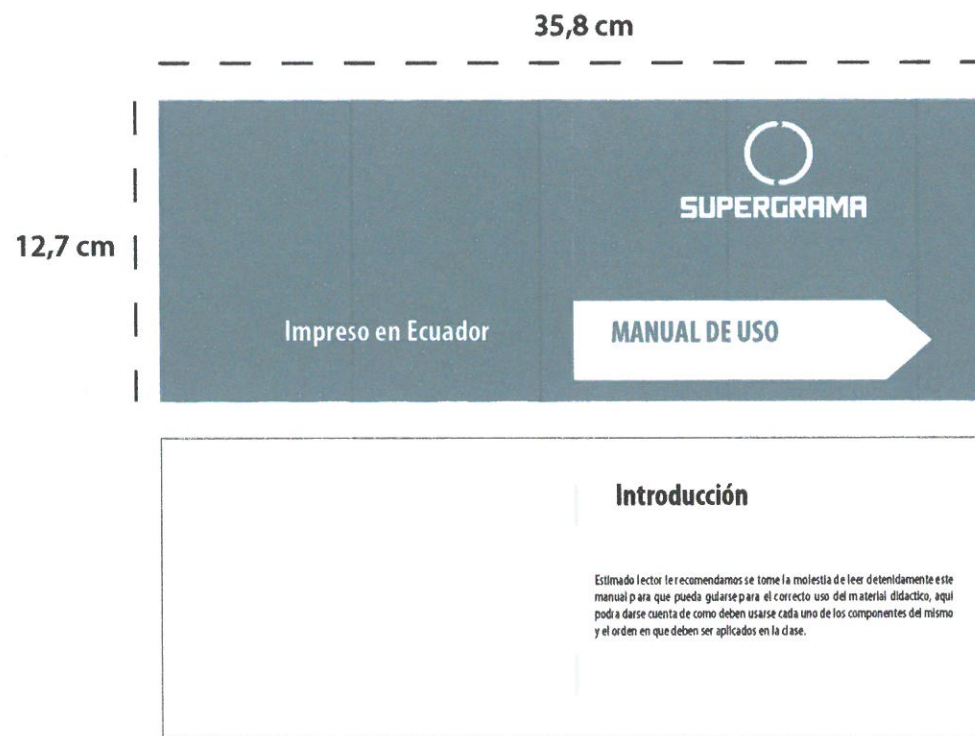 35,8 cm
12,7 cm
SUPERGRAMA
Impreso en Ecuador
MANUAL DE USO
Introducción
Estimado lector le recomendamos se tome la molestia de leer detenidamente este
manual para que pueda guiarse para el correcto uso del material didactico, aqui
podra darse cuenta de como deben usarse cada uno de los componentes del mismo
y el orden en que deben ser aplicados en la clase.